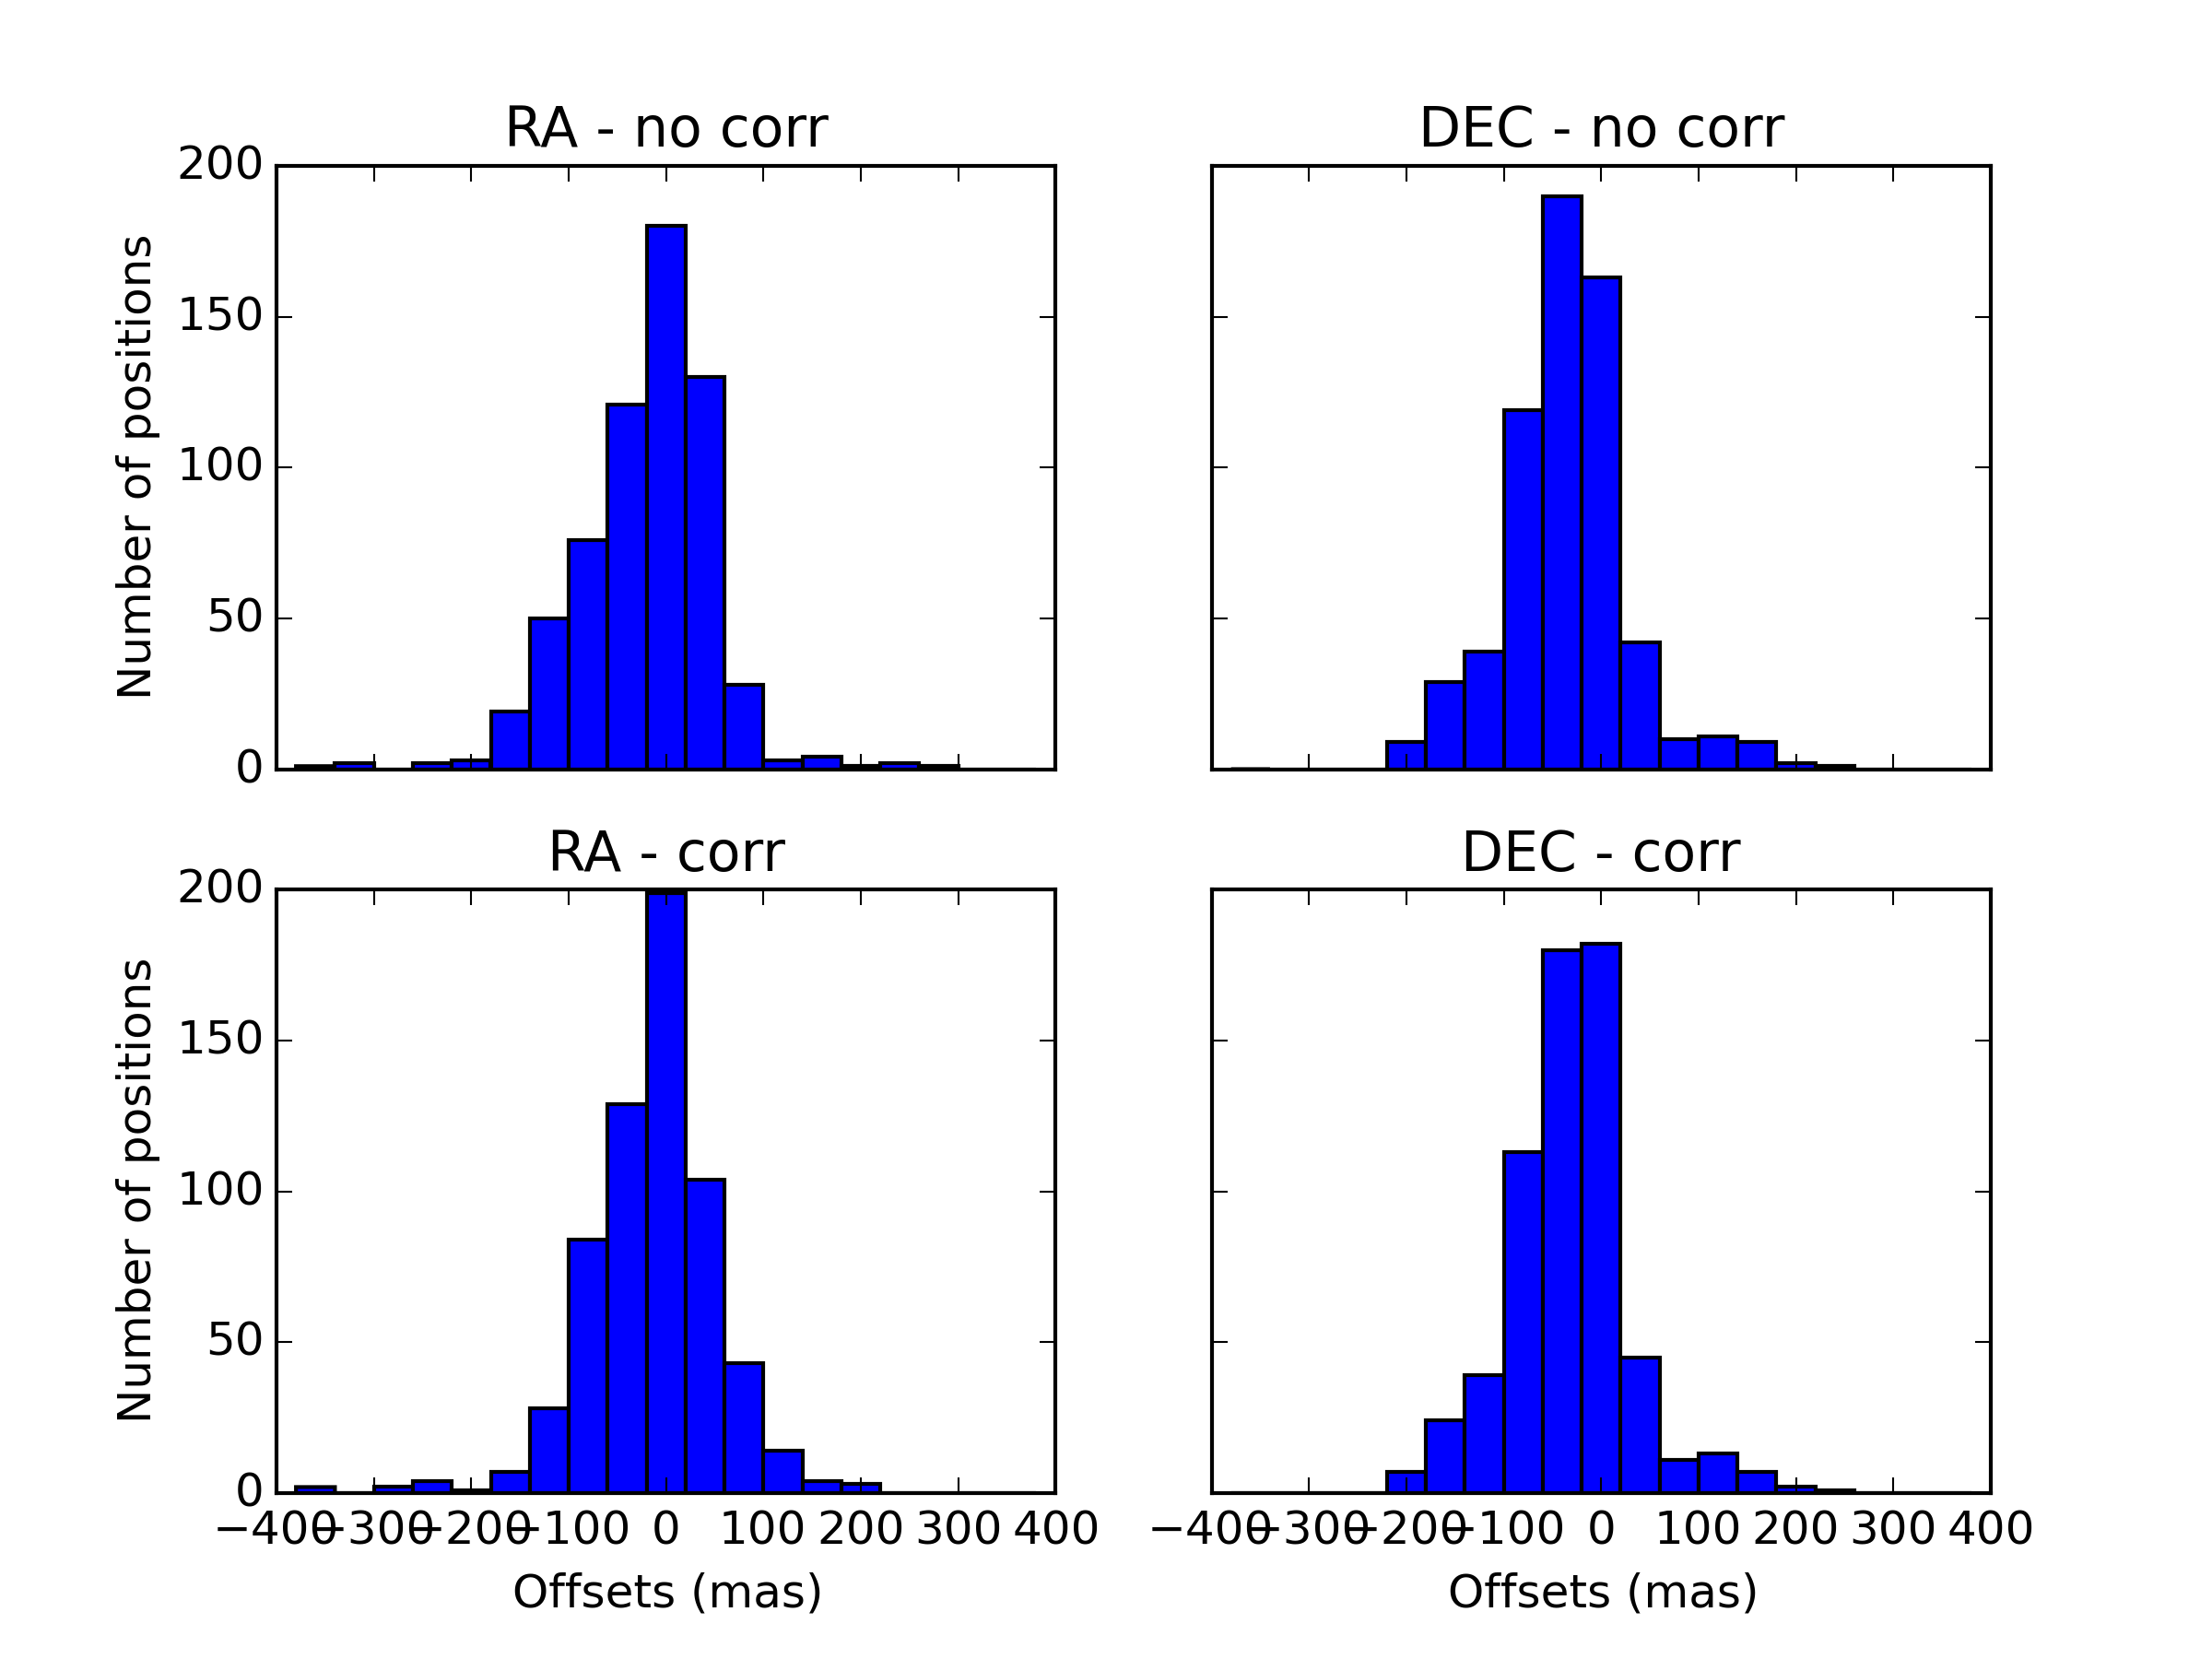 RA - no corr
DEC - no corr
200
150
100
50
0
Number of positions
RA - corr
DEC - corr
200
150
100
50
0
Number of positions
−400 −300 −200 −100 0 100 200 300 400
−400 −300 −200 −100 0 100 200 300 400
Offsets (mas)
Offsets (mas)